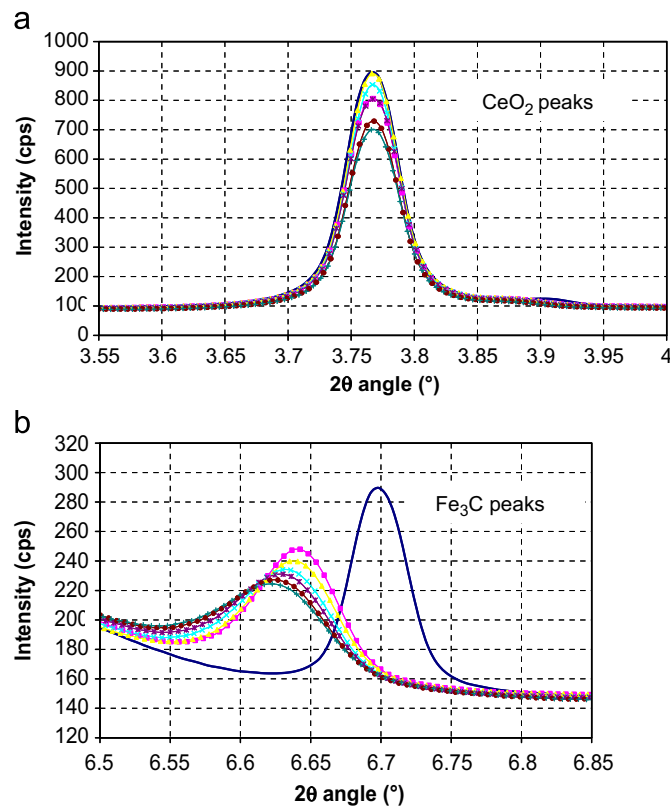 a
1000
900
800
700
600
500
400
300
200
100
0
CeO₂ peaks
Intensity (cps)
3.55 3.6 3.65 3.7 3.75 3.8 3.85 3.9 3.95 4
2θ angle (°)
b
320
300
280
260
240
220
200
180
160
140
120
Fe₃C peaks
Intensity (cps)
6.5 6.55 6.6 6.65 6.7 6.75 6.8 6.85
2θ angle (°)